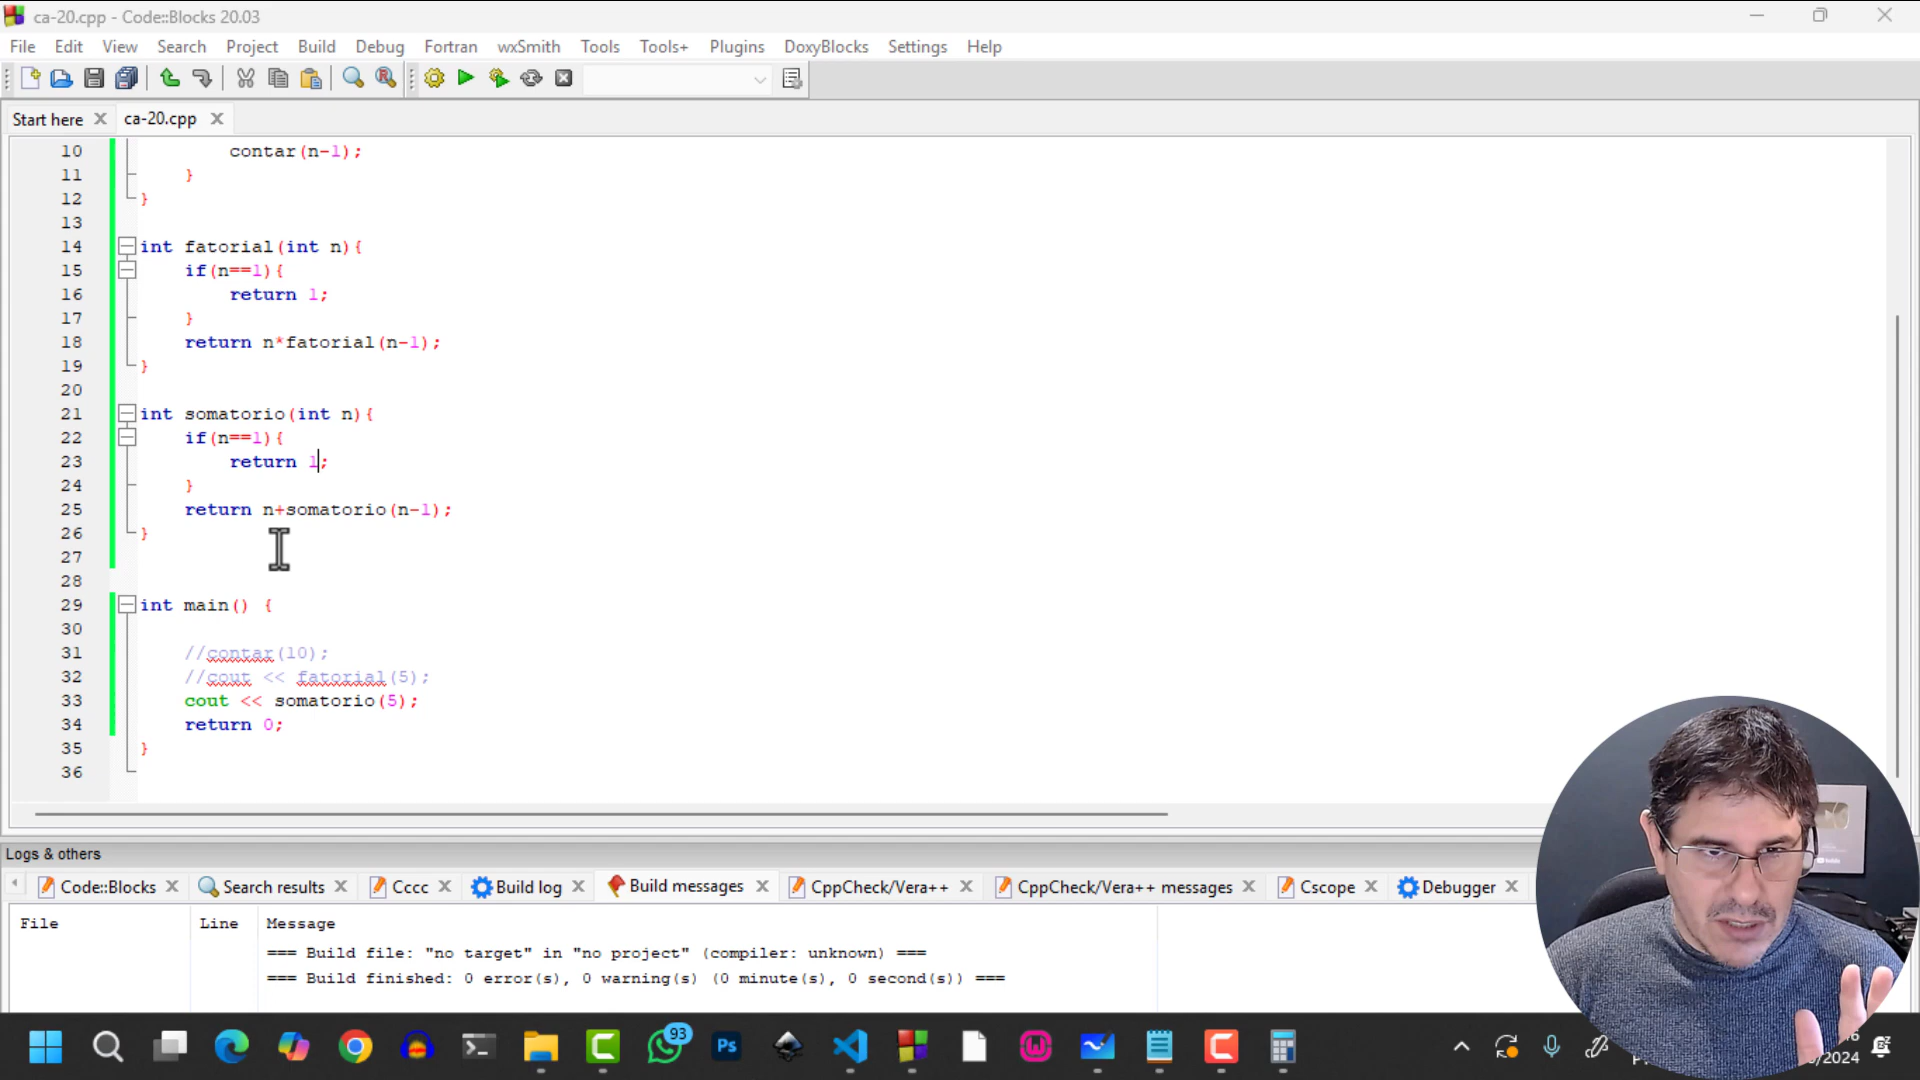 ca-20.cpp - Code::Blocks 20.03
File Edit View Search Project Build Debug Fortran wxSmith Tools Tools+ Plugins DoxyBlocks Settings Help
Start here ca-20.cpp
10 contar(n-1);
11 }
12 }
13
14 int fatorial(int n){
15 if(n==1){
16 return 1;
17 }
18 return n*fatorial(n-1);
19 }
20
21 int somatorio(int n){
22 if(n==1){
23 return 1;
24 }
25 return n+somatorio(n-1);
26 }
27
28
29 int main() {
30
31 //contar(10);
32 //cout << fatorial(5);
33 cout << somatorio(5);
34 return 0;
35 }
36
Logs & others
Code::Blocks Search results Cccc Build log Build messages CppCheck/Vera++ CppCheck/Vera++ messages Cscope Debugger
File Line Message
=== Build file: "no target" in "no project" (compiler: unknown) ===
=== Build finished: 0 error(s), 0 warning(s) (0 minute(s), 0 second(s)) ===
93
Ps
/2024